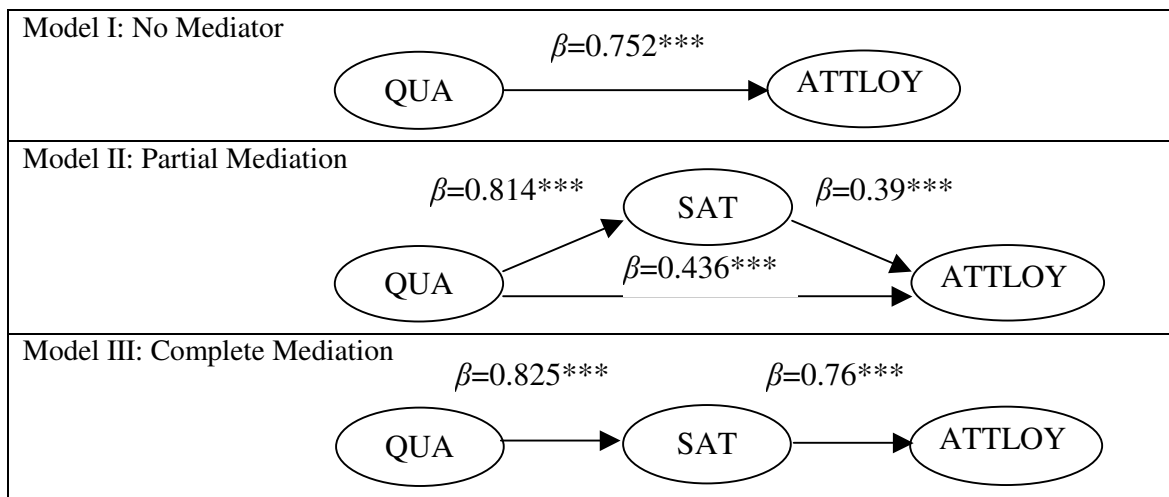 Model I: No Mediator
β=0.752***
QUA
ATTLOY
Model II: Partial Mediation
β=0.814***
SAT
β=0.39***
QUA
β=0.436***
ATTLOY
Model III: Complete Mediation
β=0.825***
β=0.76***
QUA
SAT
ATTLOY